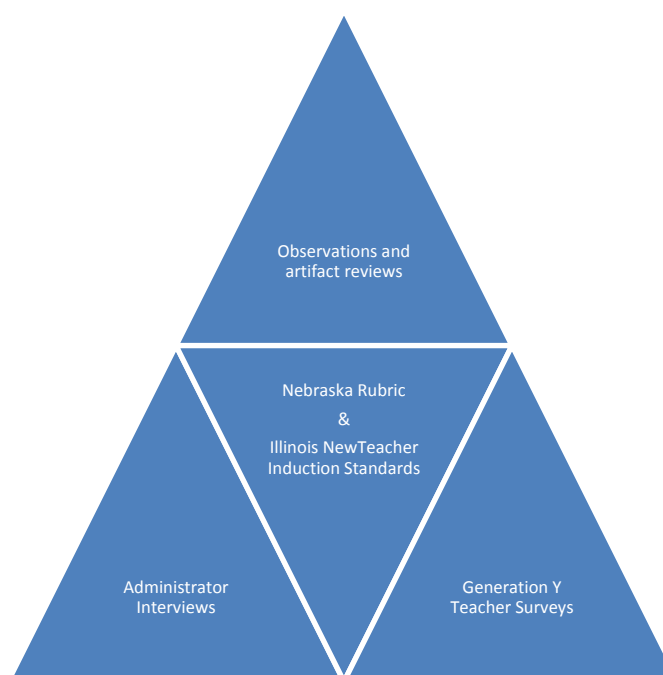 Observations and
artifact reviews
Nebraska Rubric
&
Illinois NewTeacher
Induction Standards
Administrator
Interviews
Generation Y
Teacher Surveys